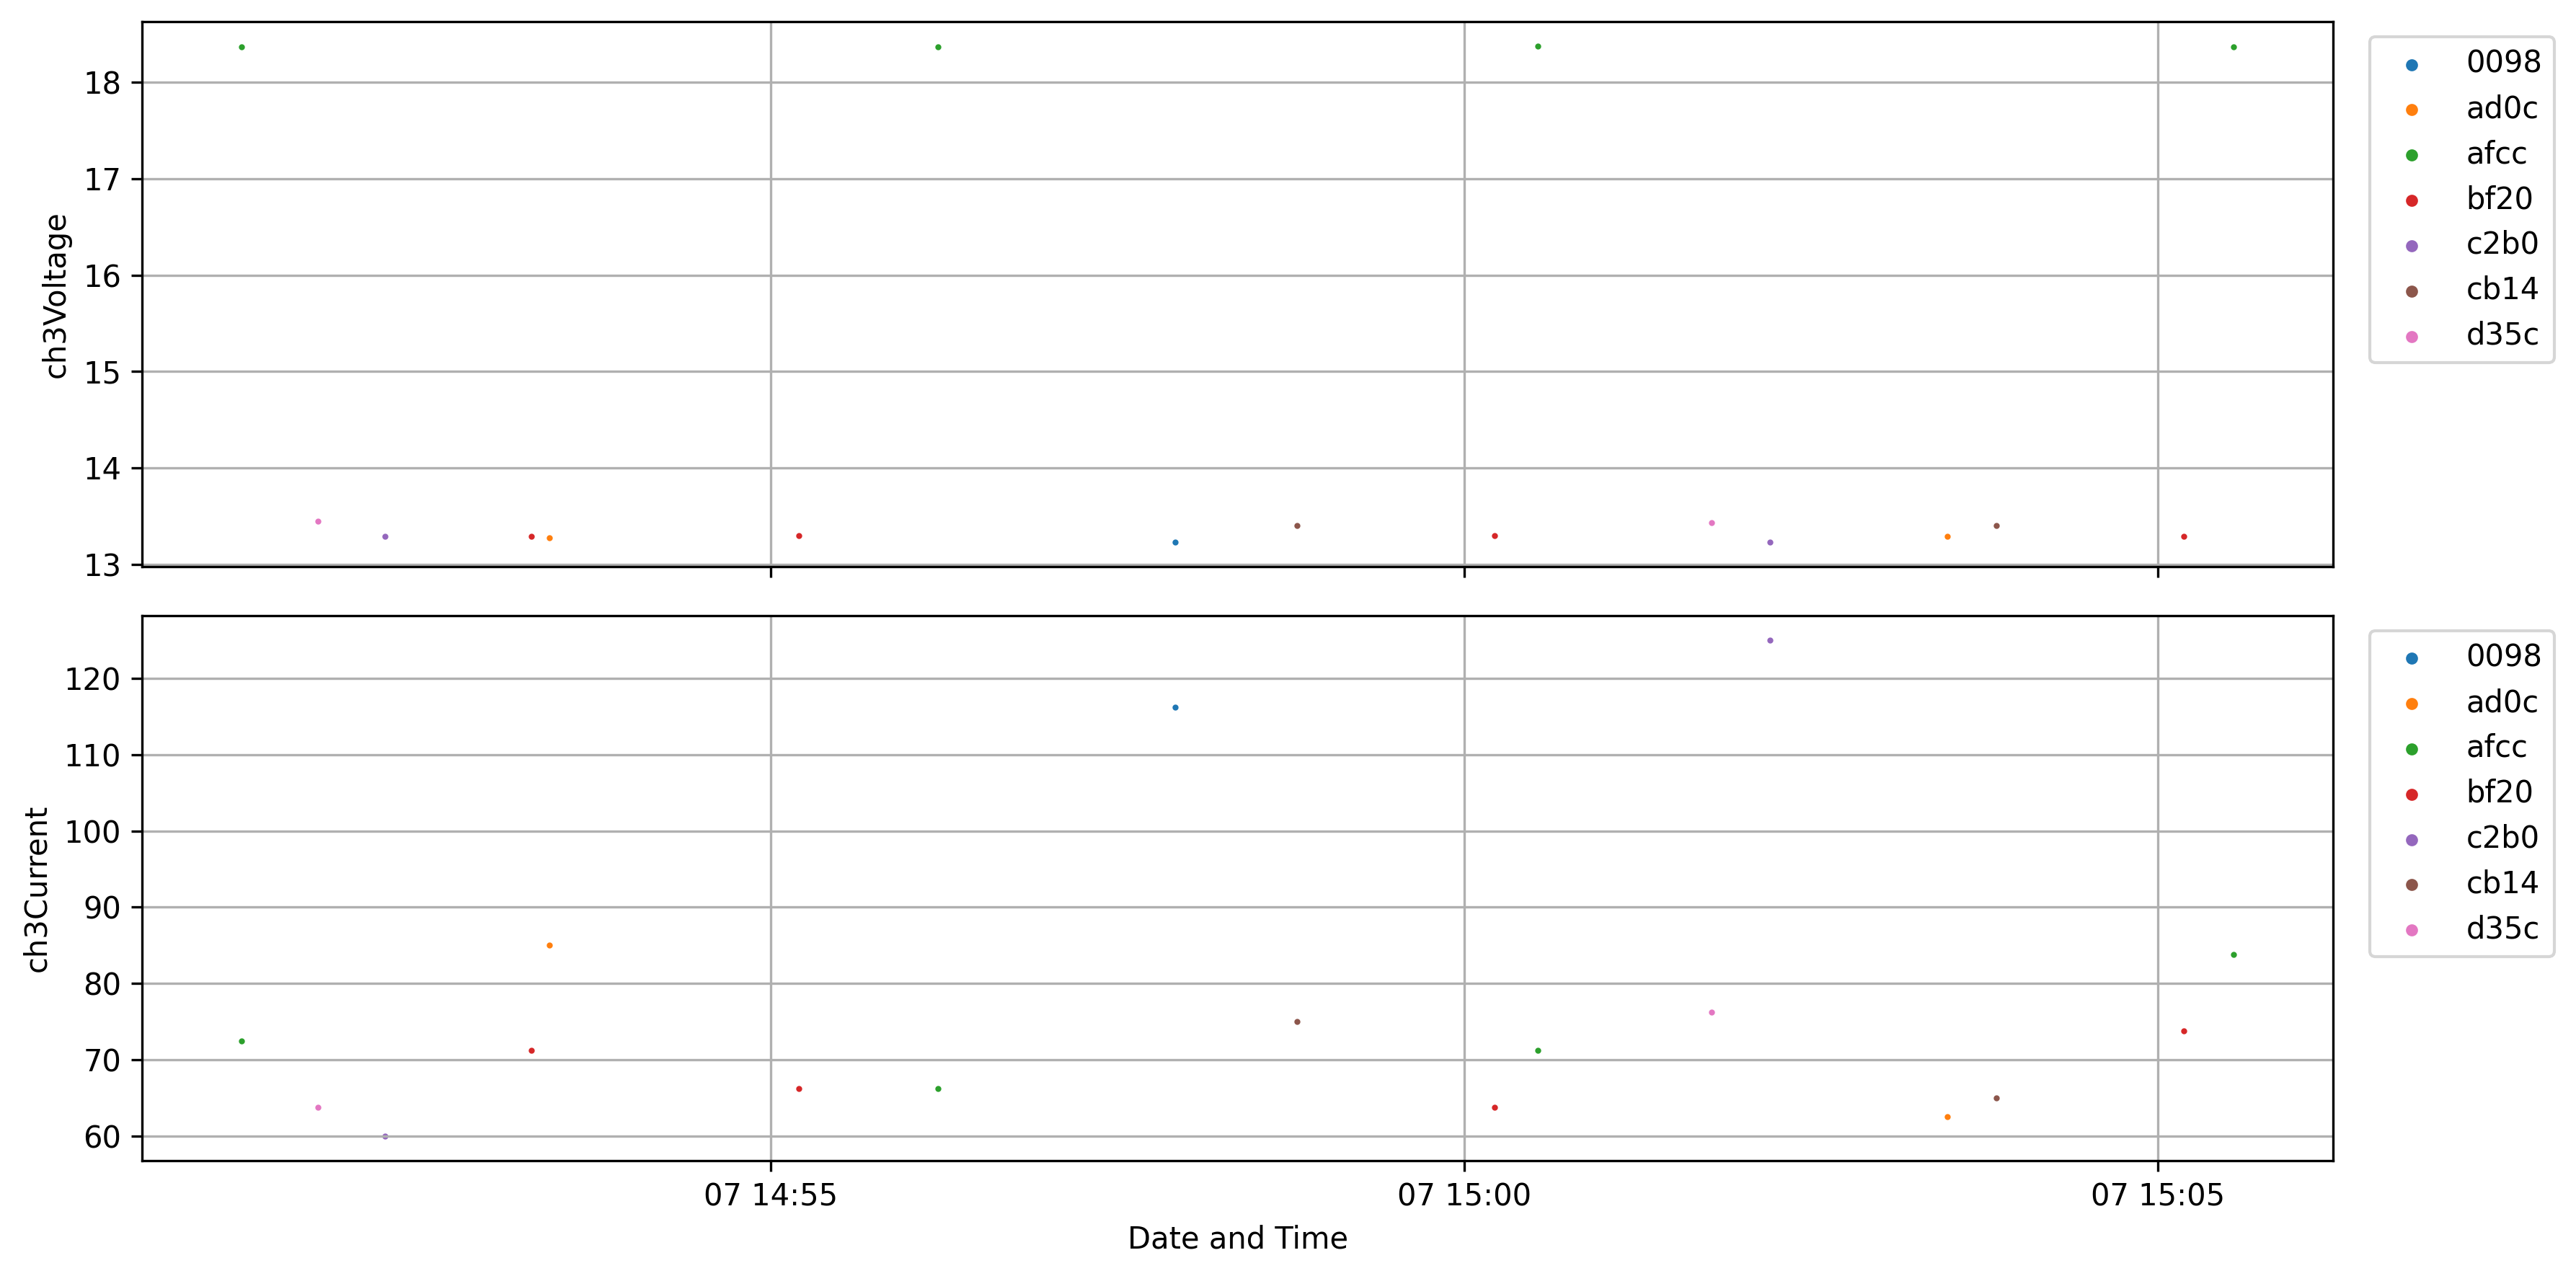 ch3Voltage
18
17
16
15
14
13
0098
ad0c
afcc
bf20
c2b0
cb14
d35c
ch3Current
120
110
100
90
80
70
60
0098
ad0c
afcc
bf20
c2b0
cb14
d35c
07 14:55 07 15:00 07 15:05
Date and Time